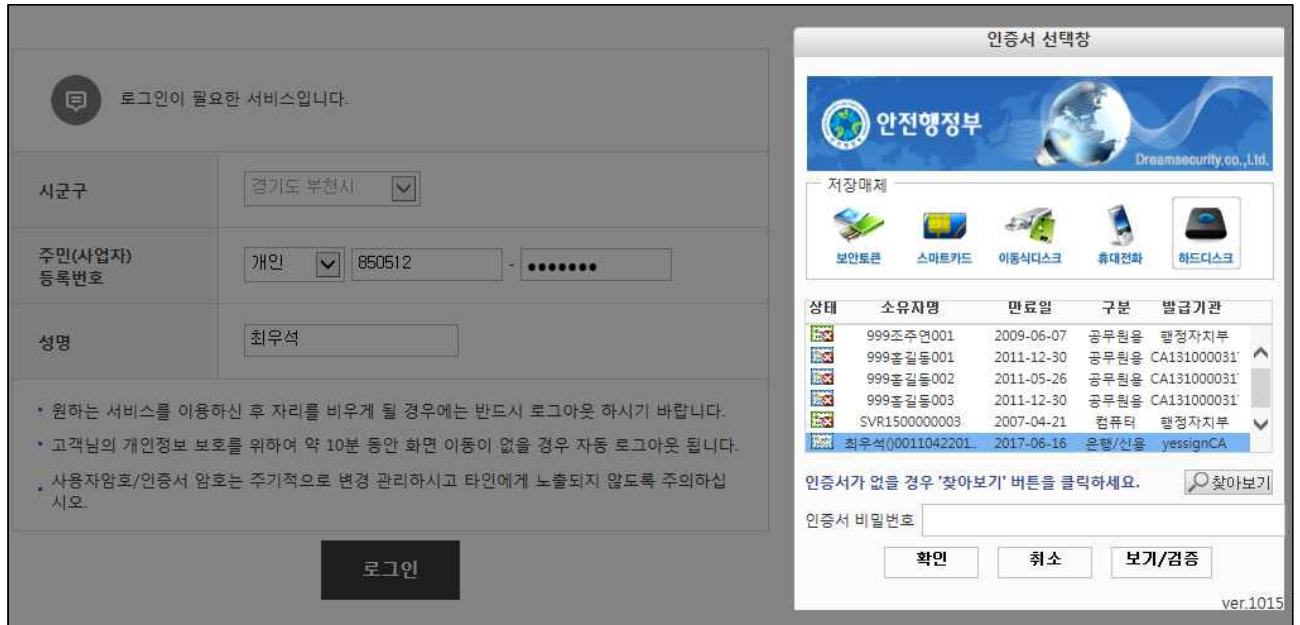 로그인이 필요한 서비스입니다.
시군구
경기도 부천시
주민(사업자)
등록번호
개인
850512
-
●●●●●●●
성명
최우석
• 원하는 서비스를 이용하신 후 자리를 비우게 될 경우에는 반드시 로그아웃 하시기 바랍니다.
• 고객님의 개인정보 보호를 위하여 약 10분 동안 화면 이동이 없을 경우 자동 로그아웃 됩니다.
• 사용자암호/인증서 암호는 주기적으로 변경 관리하시고 타인에게 노출되지 않도록 주의하십
시오.
로그인
인증서 선택창
안전행정부
Dreamsecurity.co.,Ltd.
저장매체
보안토큰 스마트카드 이동식디스크 휴대전화 하드디스크
상태 소유자명 만료일 구분 발급기관
999조주연001 2009-06-07 공무원용 행정자치부
999홍길동001 2011-12-30 공무원용 CA131000031
999홍길동002 2011-05-26 공무원용 CA131000031
999홍길동003 2011-12-30 공무원용 CA131000031
SVR1500000003 2007-04-21 컴퓨터 행정자치부
최우석()0011042201.. 2017-06-16 은행/신용 yessignCA
인증서가 없을 경우 '찾아보기' 버튼을 클릭하세요. 찾아보기
인증서 비밀번호
확인 취소 보기/검증
ver.1015